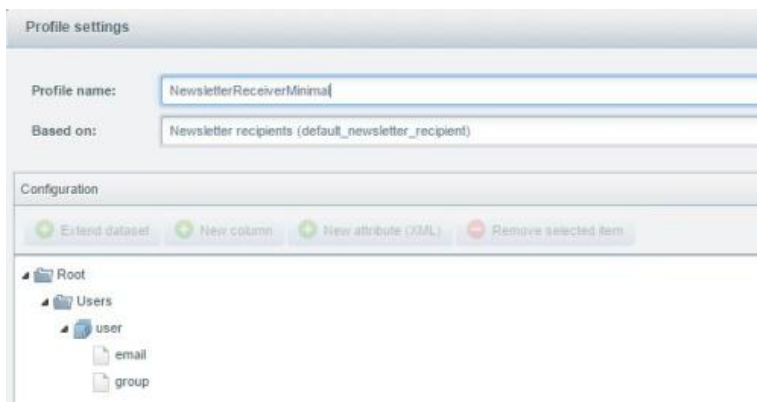 Profile settings
Profile name: NewsletterReceiverMinimal
Based on: Newsletter recipients (default_newsletter_recipient)
Configuration
Extend dataset New column New attribute (XML) Remove selected item
Root
Users
user
email
group